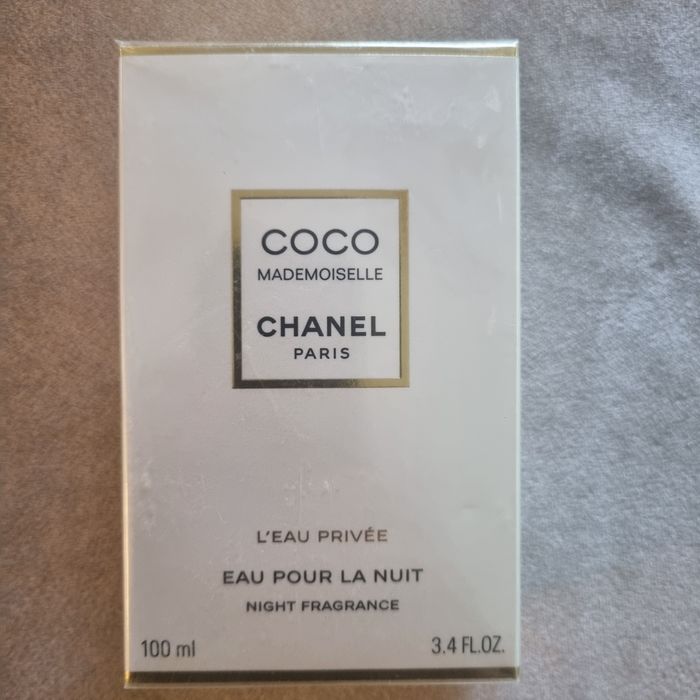 COCO
MADEMOISELLE
CHANEL
PARIS
L'EAU PRIVÉE
EAU POUR LA NUIT
NIGHT FRAGRANCE
100 ml 3.4 FL.OZ.